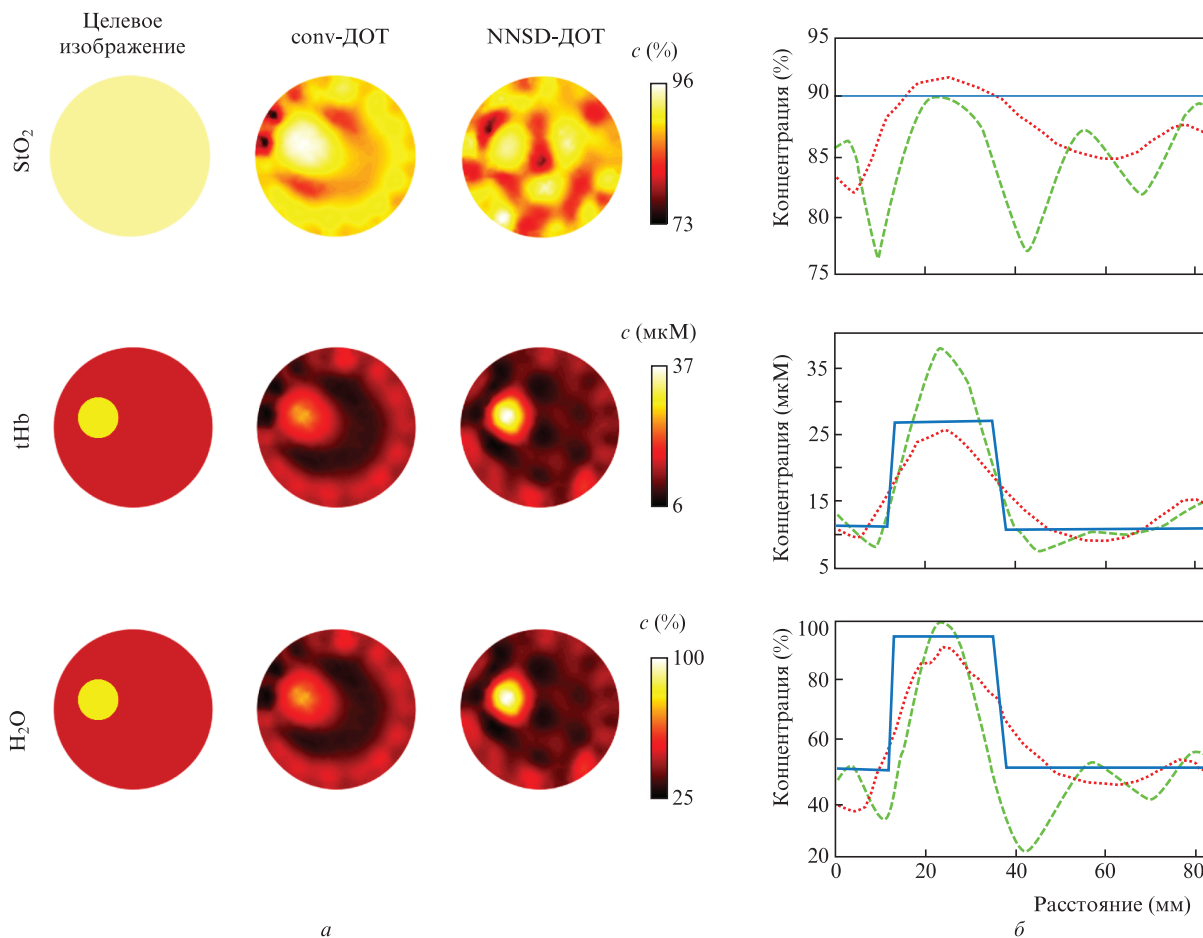 Целевое
изображение
conv-ДОТ
NNSD-ДОТ
c (%)
96
73
StO₂
c (мкМ)
37
6
tHb
c (%)
100
25
H₂O
а
95
90
85
80
75
Концентрация (%)
35
25
15
5
Концентрация (мкМ)
100
80
60
40
20
Концентрация (%)
0 20 40 60 80
Расстояние (мм)
б